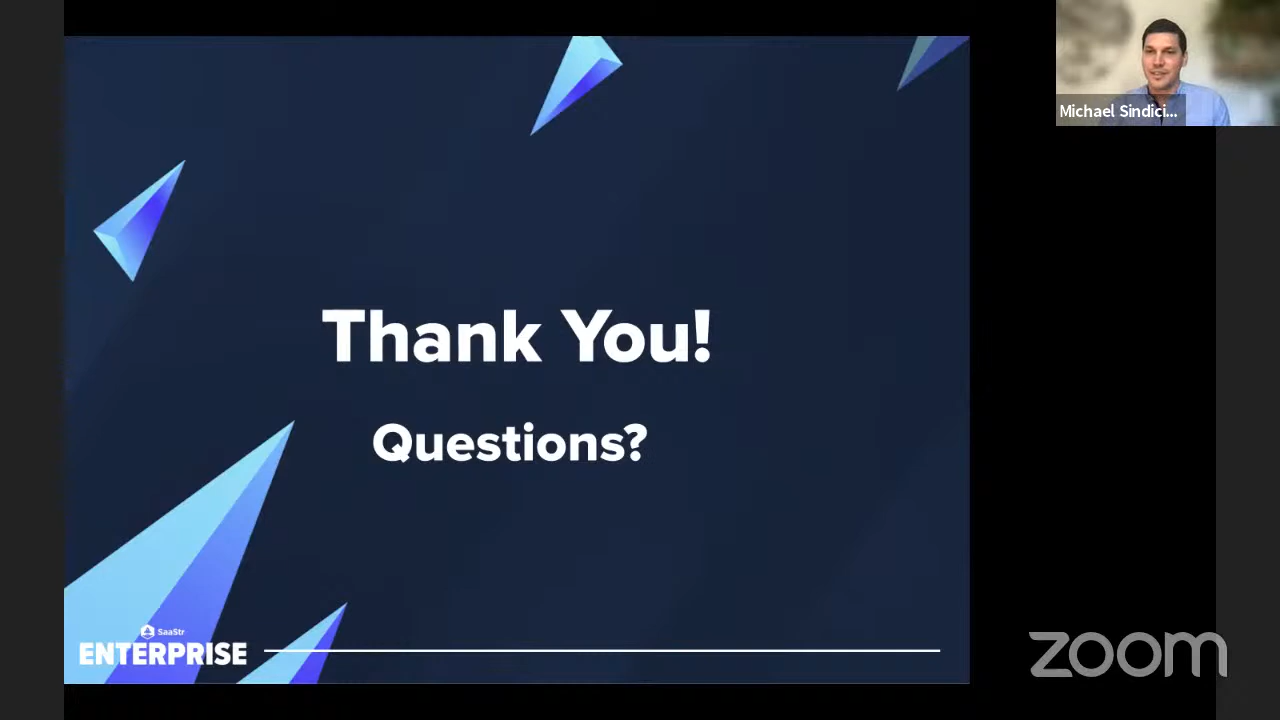 Michael Sindici...
Thank You!
Questions?
SaaStr
ENTERPRISE
zoom